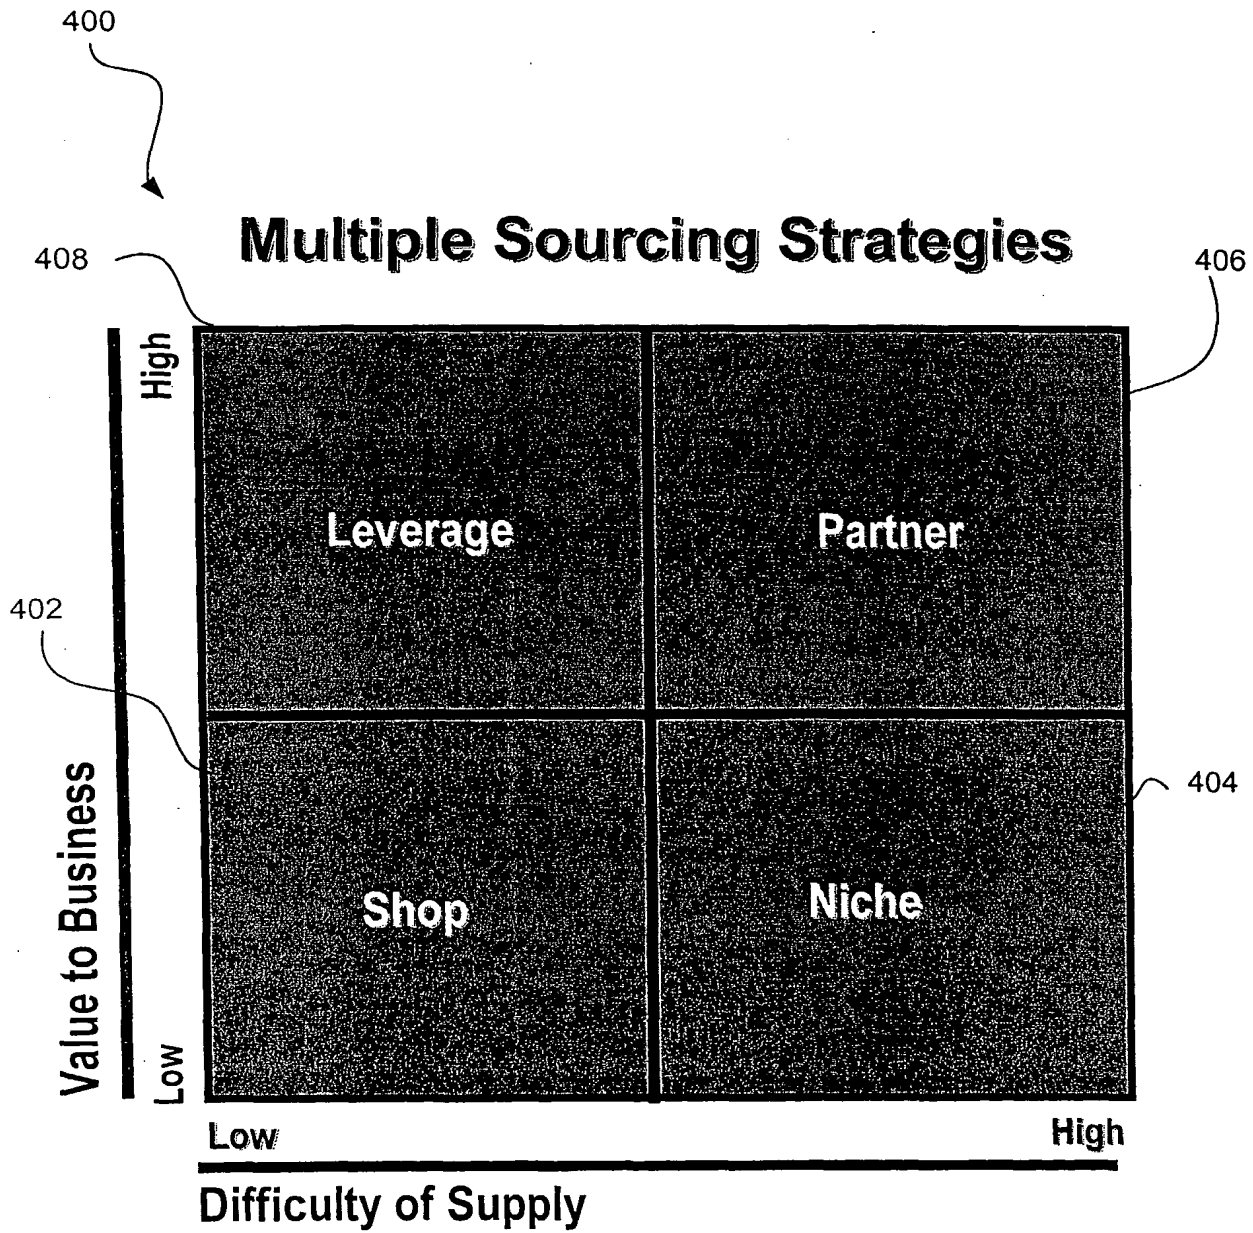 400
Multiple Sourcing Strategies
408
406
High
Leverage
Partner
402
404
Value to Business
Shop
Niche
Low
Low
High
Difficulty of Supply